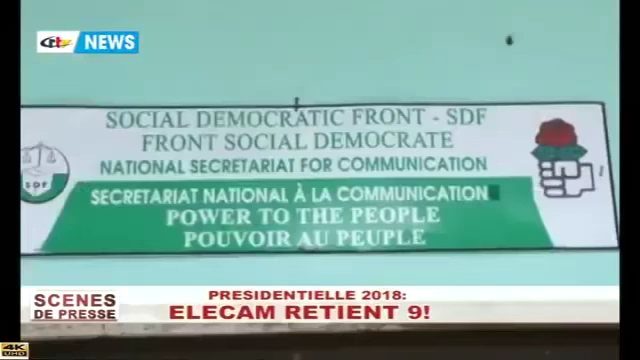 crtv NEWS
SOCIAL DEMOCRATIC FRONT - SDF
FRONT SOCIAL DEMOCRATE
NATIONAL SECRETARIAT FOR COMMUNICATION
SDF
SECRETARIAT NATIONAL À LA COMMUNICATION
POWER TO THE PEOPLE
POUVOIR AU PEUPLE
SCENES
DE PRESSE
PRESIDENTIELLE 2018:
ELECAM RETIENT 9!
4K
UHD